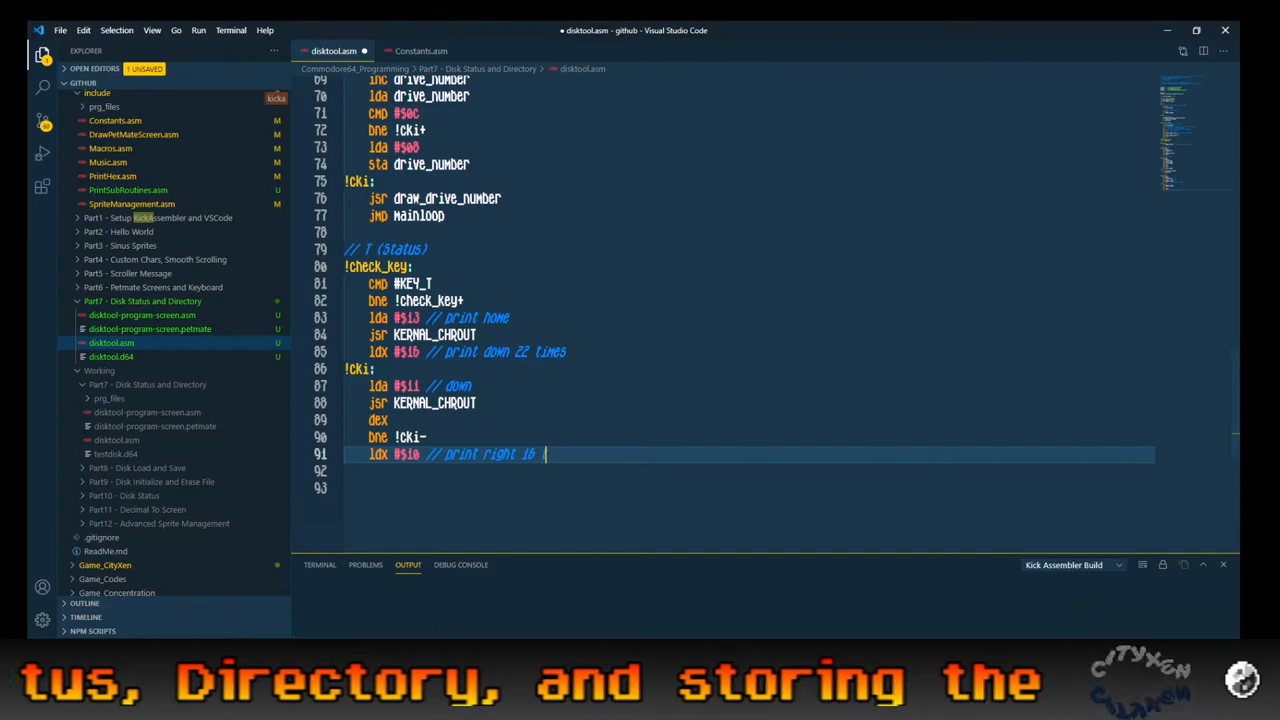 File Edit Selection View Go Run Terminal Help
● disktool.asm - github - Visual Studio Code
EXPLORER
disktool.asm ●
Constants.asm
OPEN EDITORS 1 UNSAVED
Commodore64_Programming > Part7 - Disk Status and Directory > disktool.asm
GITHUB
include
kicka
prg_files
Constants.asm M
DrawPetMateScreen.asm M
Macros.asm M
Music.asm M
PrintHex.asm M
PrintSubRoutines.asm U
SpriteManagement.asm M
Part1 - Setup KickAssembler and VSCode
Part2 - Hello World
Part3 - Sinus Sprites
Part4 - Custom Chars, Smooth Scrolling
Part5 - Scroller Message
Part6 - Petmate Screens and Keyboard
Part7 - Disk Status and Directory
disktool-program-screen.asm U
disktool-program-screen.petmate U
disktool.asm U
disktool.d64 U
Working
Part7 - Disk Status and Directory
prg_files
disktool-program-screen.asm
disktool-program-screen.petmate
disktool.asm
testdisk.d64
Part8 - Disk Load and Save
Part9 - Disk Initialize and Erase File
Part10 - Disk Status
Part11 - Decimal To Screen
Part12 - Advanced Sprite Management
.gitignore
ReadMe.md
Game_CityXen
Game_Codes
Game_Concentration
OUTLINE
TIMELINE
NPM SCRIPTS
69 inc drive_number
70 lda drive_number
71 cmp #$0C
72 bne !cki+
73 lda #$08
74 sta drive_number
75 !cki:
76 jsr draw_drive_number
77 jmp mainloop
78
79 // T (Status)
80 !check_key:
81 cmp #KEY_T
82 bne !check_key+
83 lda #$13 // print home
84 jsr KERNAL_CHROUT
85 ldx #$16 // print down 22 times
86 !cki:
87 lda #$11 // down
88 jsr KERNAL_CHROUT
89 dex
90 bne !cki-
91 ldx #$10 // print right 16
92
93
TERMINAL PROBLEMS OUTPUT DEBUG CONSOLE
Kick Assembler Build
tus, Directory, and storing the
CITYXEN
CITYXEN